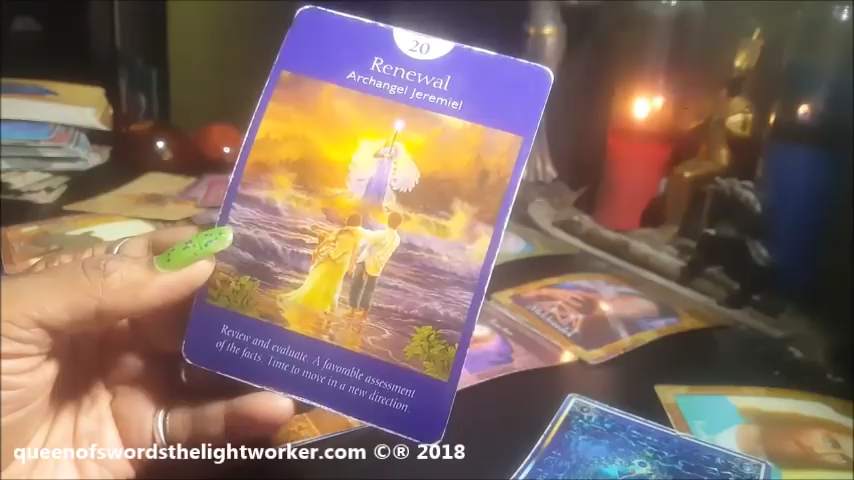 20
Renewal
Archangel Jeremiel
Review and evaluate. A favorable assessment
of the facts. Time to move in a new direction.
queenofswordsthelightworker.com ©® 2018